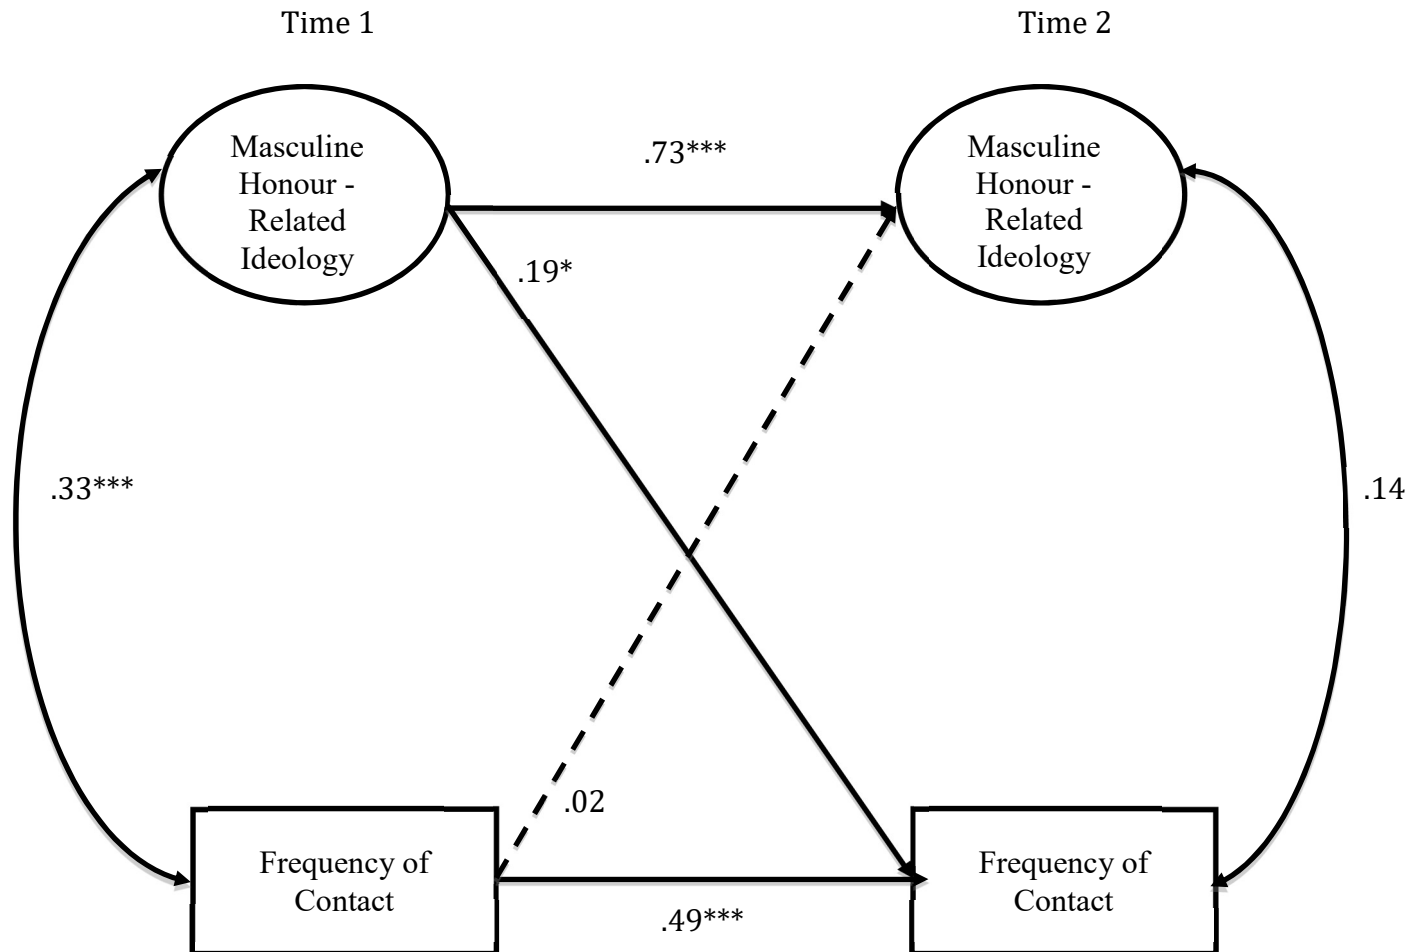 Time 1
Time 2
Masculine
Honour -
Related
Ideology
.73***
Masculine
Honour -
Related
Ideology
.19*
.33***
.14
.02
Frequency of
Contact
.49***
Frequency of
Contact